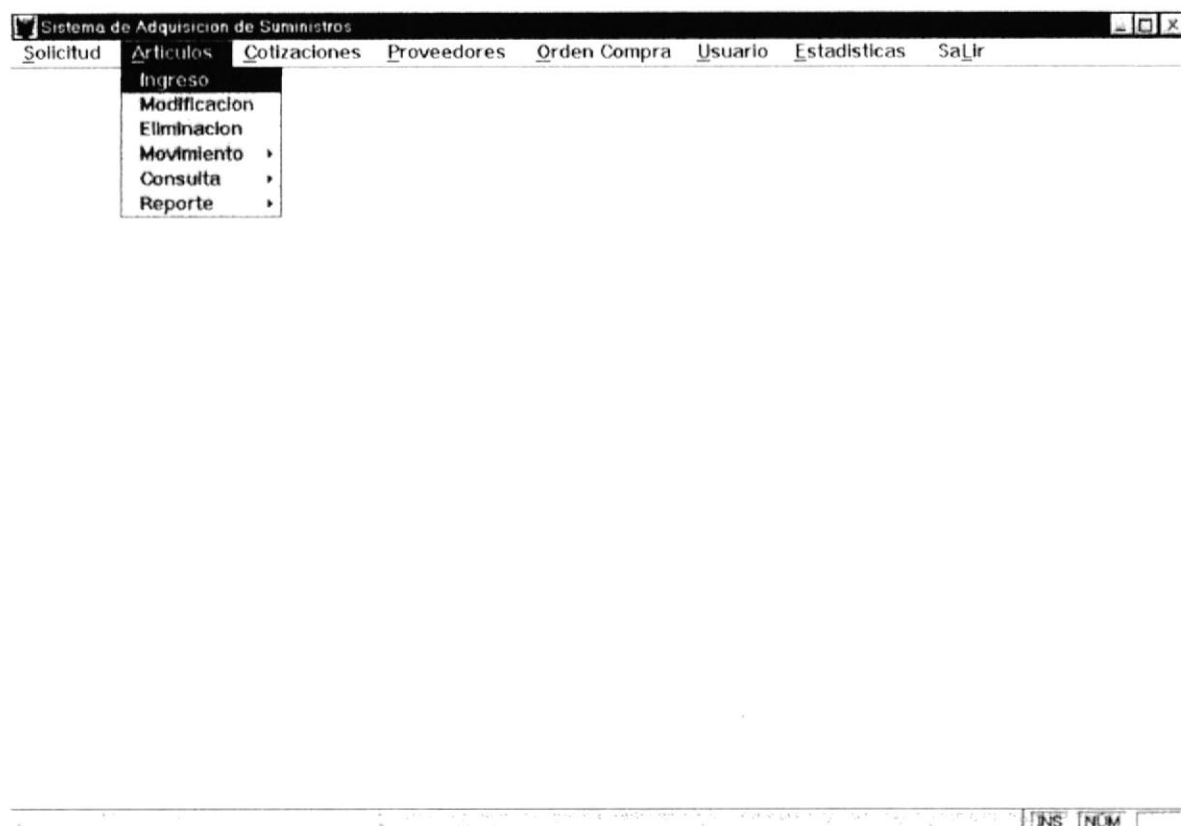 Sistema de Adquisicion de Suministros
Solicitud Articulos Cotizaciones Proveedores Orden Compra Usuario Estadisticas SaLir
Ingreso
Modificacion
Eliminacion
Movimiento
Consulta
Reporte
INS NUM